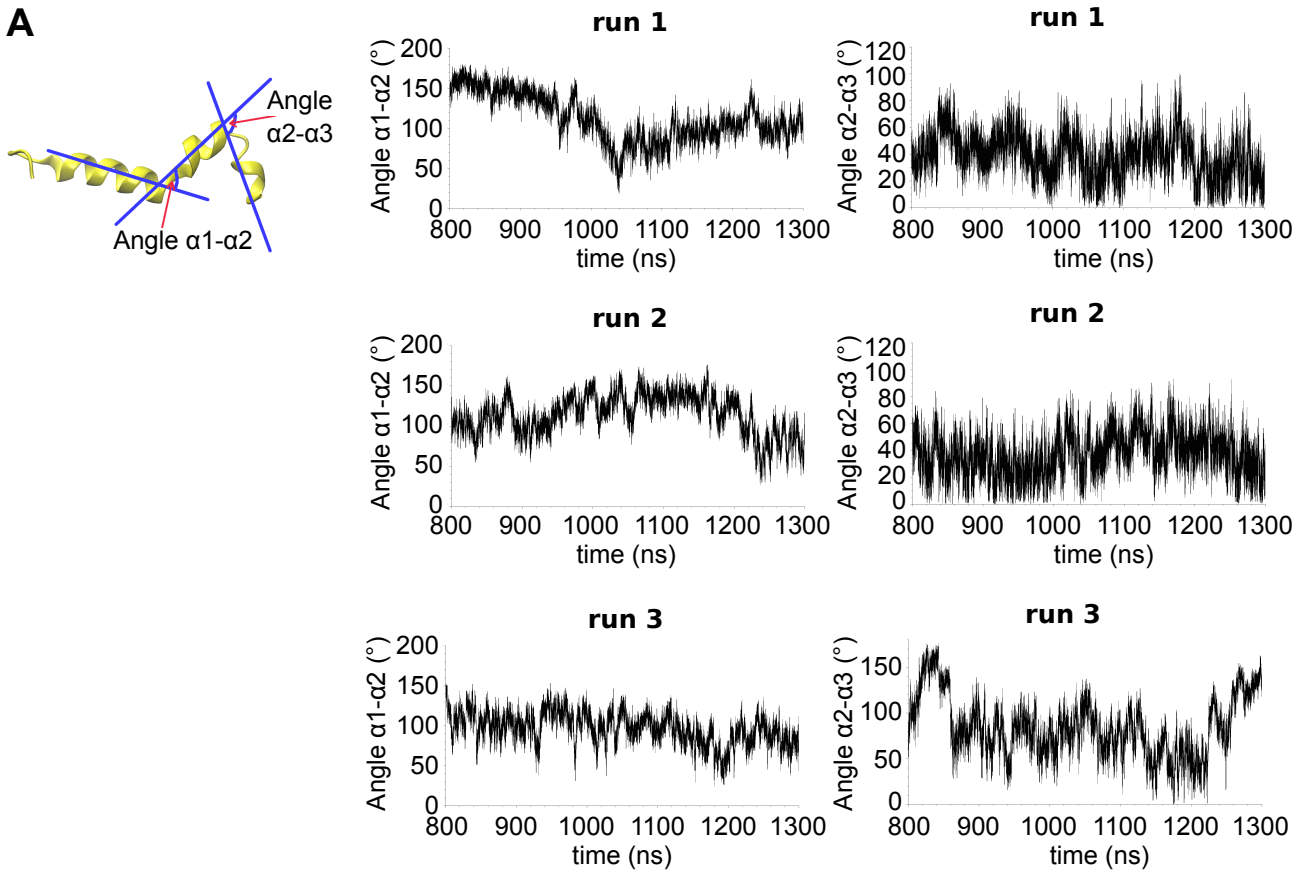 A
Angle
α2-α3
Angle α1-α2
run 1
Angle α1-α2 (°)
200
150
100
50
0
800 900 1000 1100 1200 1300
time (ns)
run 1
Angle α2-α3 (°)
120
100
80
60
40
20
0
800 900 1000 1100 1200 1300
time (ns)
run 2
Angle α1-α2 (°)
200
150
100
50
0
800 900 1000 1100 1200 1300
time (ns)
run 2
Angle α2-α3 (°)
120
100
80
60
40
20
0
800 900 1000 1100 1200 1300
time (ns)
run 3
Angle α1-α2 (°)
200
150
100
50
0
800 900 1000 1100 1200 1300
time (ns)
run 3
Angle α2-α3 (°)
150
100
50
0
800 900 1000 1100 1200 1300
time (ns)